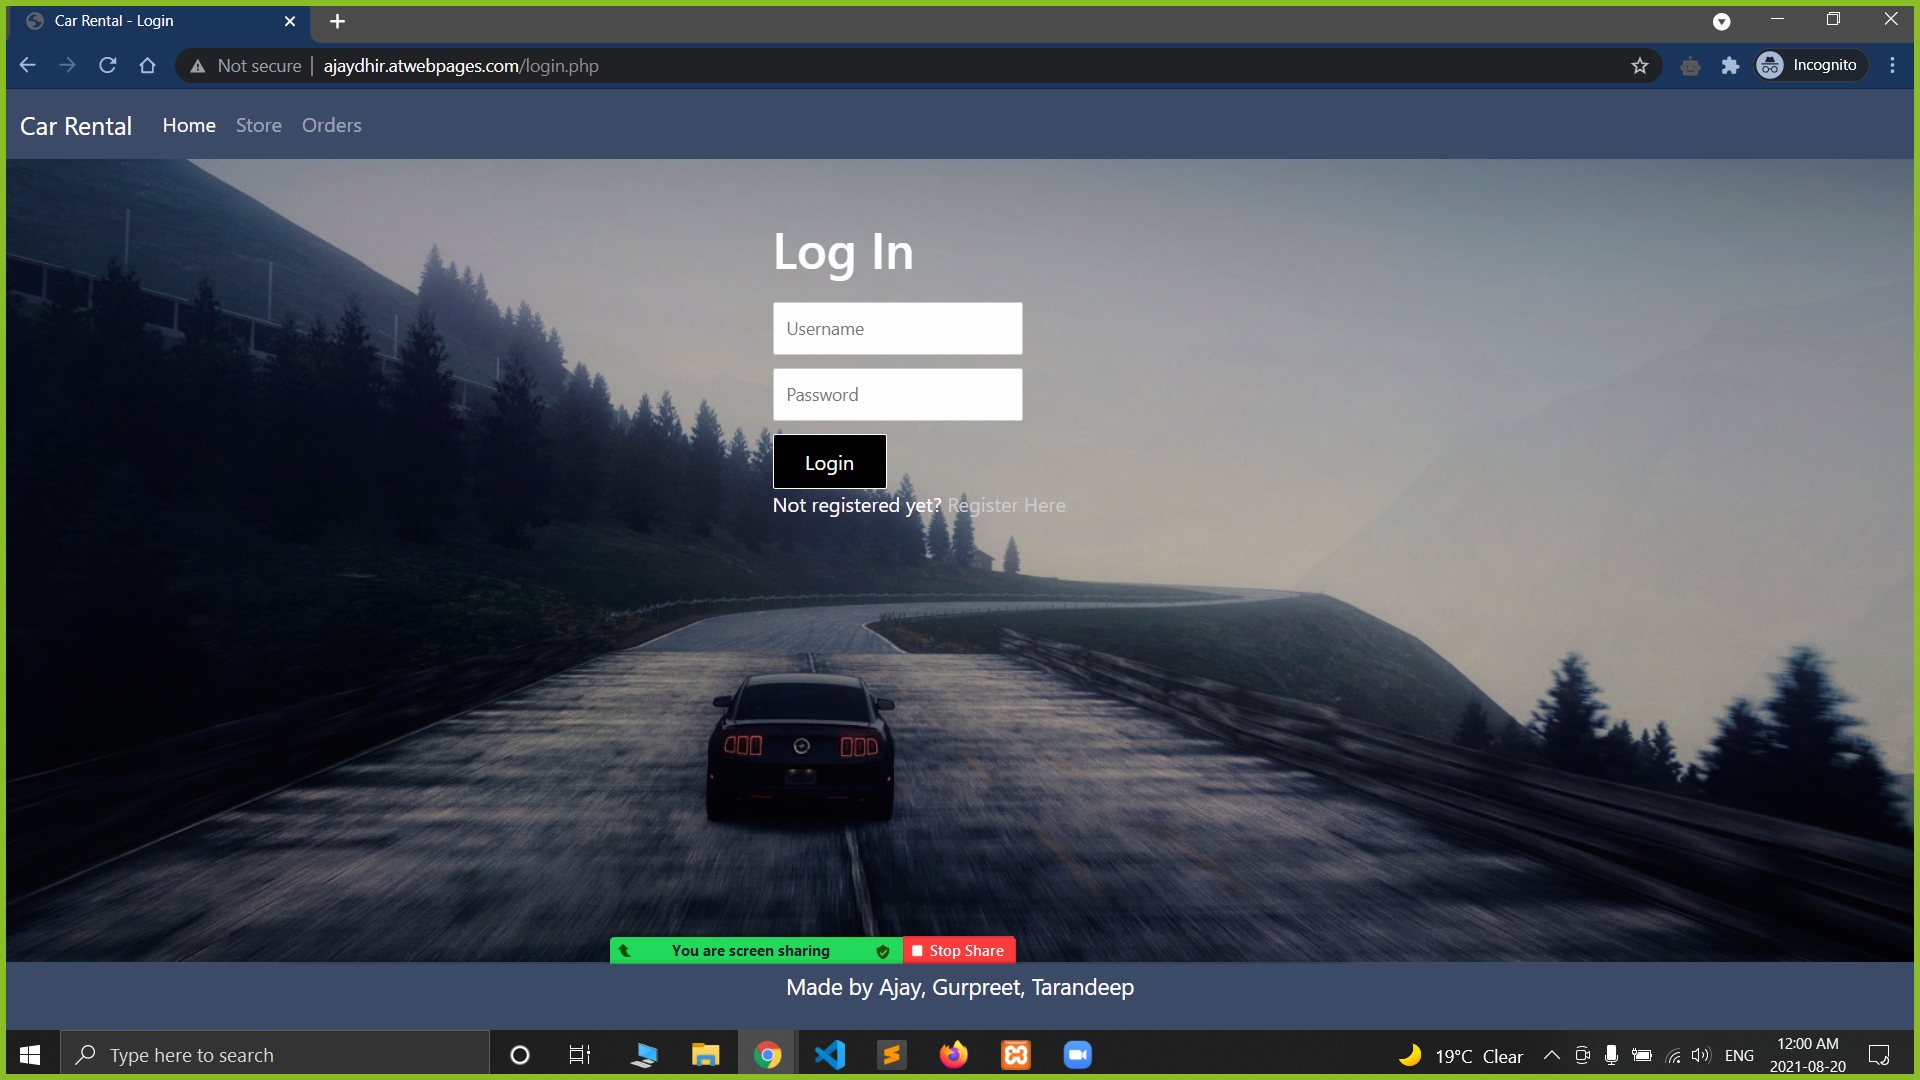 Car Rental - Login
Not secure ajaydhir.atwebpages.com/login.php
Incognito
Car Rental Home Store Orders
Log In
Username
Password
Login
Not registered yet? Register Here
You are screen sharing Stop Share
Made by Ajay, Gurpreet, Tarandeep
Type here to search
19°C Clear
ENG
12:00 AM
2021-08-20